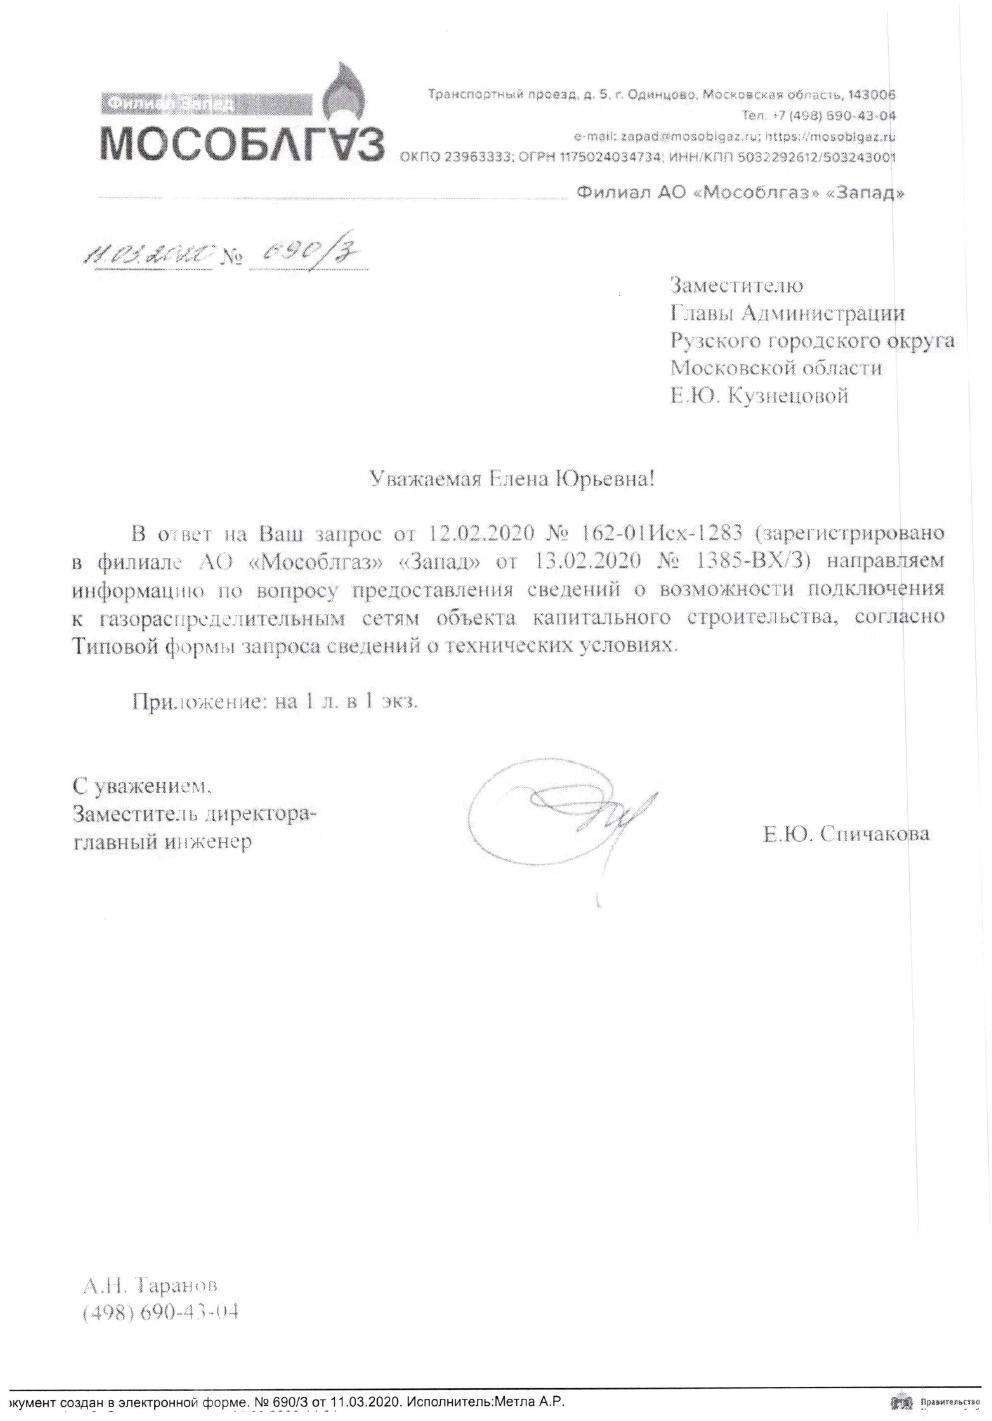 Филиал Запад
МОСОБЛГАЗ
Транспортный проезд, д. 5, г. Одинцово, Московская область, 143006
Тел. +7 (498) 690-43-04
e-mail: zapad@mosoblgaz.ru; https://mosoblgaz.ru
ОКПО 23963333; ОГРН 1175024034734; ИНН/КПП 5032292612/503243001
Филиал АО «Мособлгаз» «Запад»
11.03.2020 № 690/З
Заместителю
Главы Администрации
Рузского городского округа
Московской области
Е.Ю. Кузнецовой
Уважаемая Елена Юрьевна!
В ответ на Ваш запрос от 12.02.2020 № 162-01Исх-1283 (зарегистрировано
в филиале АО «Мособлгаз» «Запад» от 13.02.2020 № 1385-ВХ/З) направляем
информацию по вопросу предоставления сведений о возможности подключения
к газораспределительным сетям объекта капитального строительства, согласно
Типовой формы запроса сведений о технических условиях.
Приложение: на 1 л. в 1 экз.
С уважением,
Заместитель директора-
главный инженер
Е.Ю. Спичакова
А.Н. Таранов
(498) 690-43-04
окумент создан в электронной форме. № 690/З от 11.03.2020. Исполнитель:Метла А.Р.
Правительство